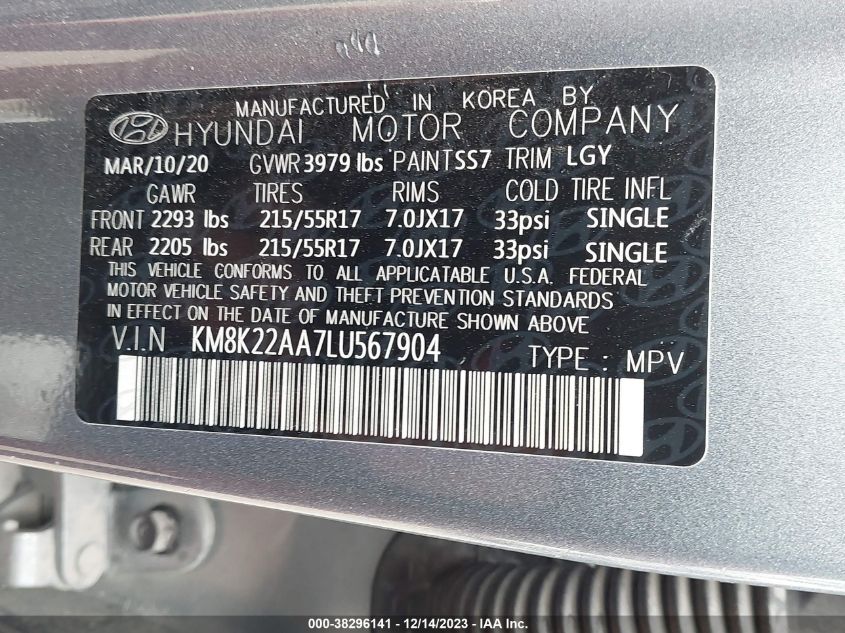 MANUFACTURED IN KOREA BY
HYUNDAI MOTOR COMPANY
MAR/10/20 GVWR 3979 lbs PAINT SS7 TRIM LGY
GAWR TIRES RIMS COLD TIRE INFL
FRONT 2293 lbs 215/55R17 7.0JX17 33psi SINGLE
REAR 2205 lbs 215/55R17 7.0JX17 33psi SINGLE
THIS VEHICLE CONFORMS TO ALL APPLICATABLE U.S.A. FEDERAL
MOTOR VEHICLE SAFETY AND THEFT PREVENTION STANDARDS
IN EFFECT ON THE DATE OF MANUFACTURE SHOWN ABOVE
V.I.N KM8K22AA7LU567904 TYPE : MPV
000-38296141 - 12/14/2023 - IAA Inc.